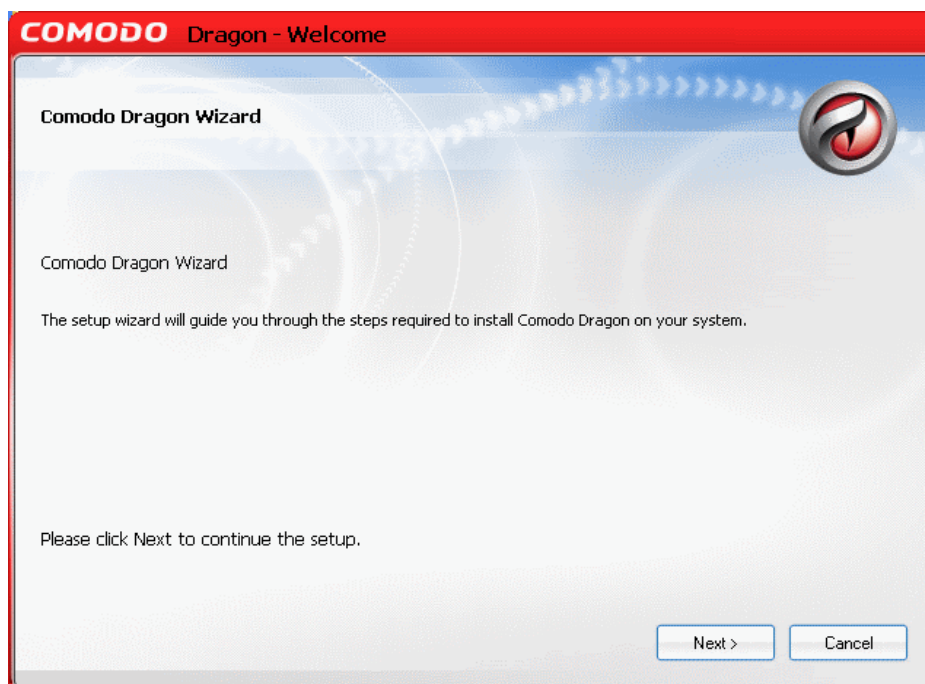 COMODO Dragon - Welcome
Comodo Dragon Wizard
Comodo Dragon Wizard
The setup wizard will guide you through the steps required to install Comodo Dragon on your system.
Please click Next to continue the setup.
Next > Cancel